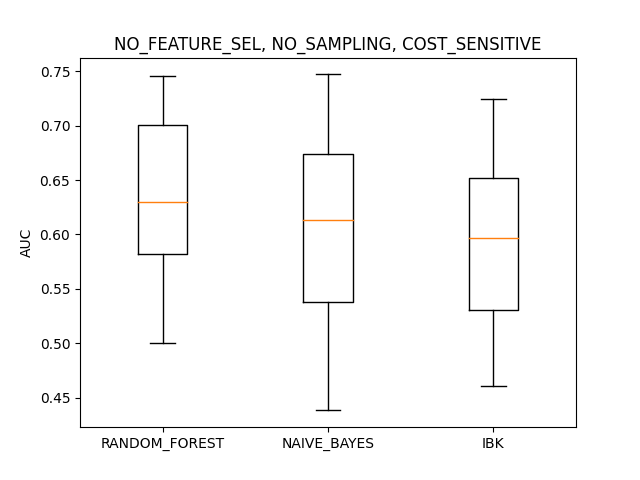 NO_FEATURE_SEL, NO_SAMPLING, COST_SENSITIVE
0.75
0.70
0.65
0.60
0.55
0.50
0.45
AUC
RANDOM_FOREST
NAIVE_BAYES
IBK